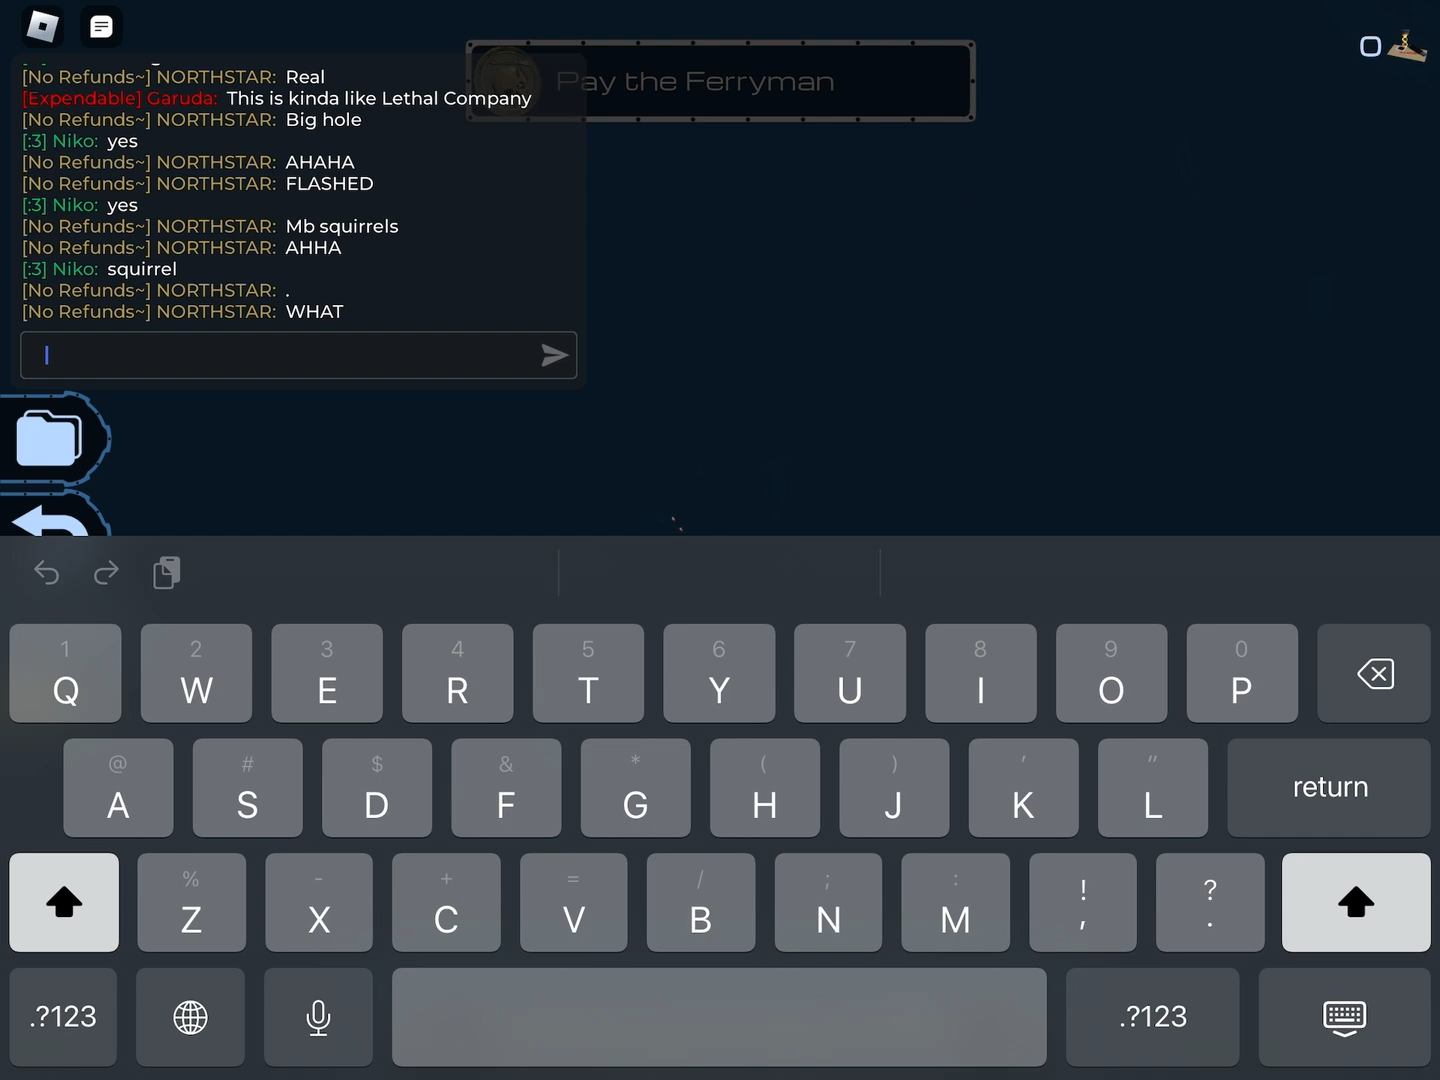 [No Refunds~] NORTHSTAR: Real
[Expendable] Garuda: This is kinda like Lethal Company
[No Refunds~] NORTHSTAR: Big hole
[:3] Niko: yes
[No Refunds~] NORTHSTAR: AHAHA
[No Refunds~] NORTHSTAR: FLASHED
[:3] Niko: yes
[No Refunds~] NORTHSTAR: Mb squirrels
[No Refunds~] NORTHSTAR: AHHA
[:3] Niko: squirrel
[No Refunds~] NORTHSTAR: .
[No Refunds~] NORTHSTAR: WHAT
Pay the Ferryman
0
1 2 3 4 5 6 7 8 9 0
Q W E R T Y U I O P
@ # $ & * ( ) ' "
A S D F G H J K L return
% - + = / ; : ! ?
Z X C V B N M , .
.?123 .?123